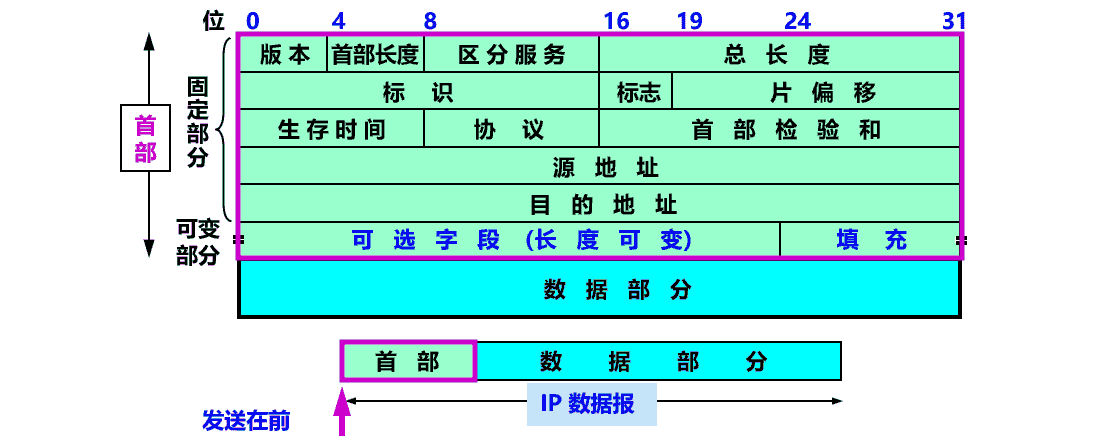 位 0 4 8 16 19 24 31
版本 首部长度 区分服务 总长度
标识 标志 片偏移
生存时间 协议 首部检验和
源地址
目的地址
可选字段 (长度可变) 填充
数据部分
首部
固定部分
可变部分
首部 数据部分
IP 数据报
发送在前